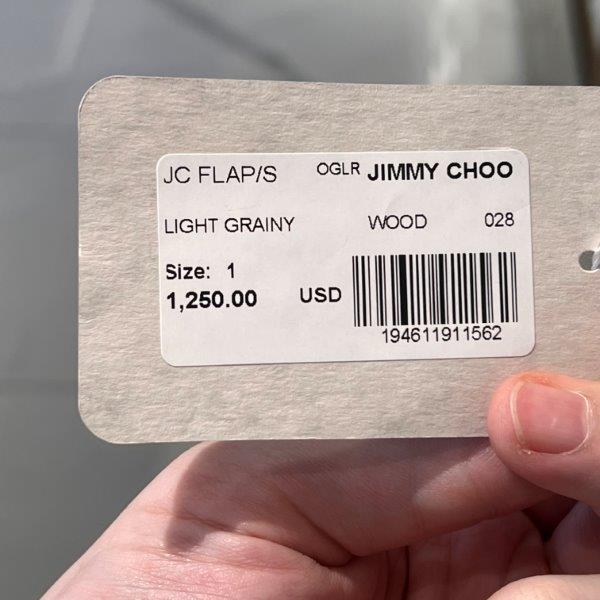 JC FLAP/S OGLR JIMMY CHOO
LIGHT GRAINY WOOD 028
Size: 1
1,250.00 USD
194611911562